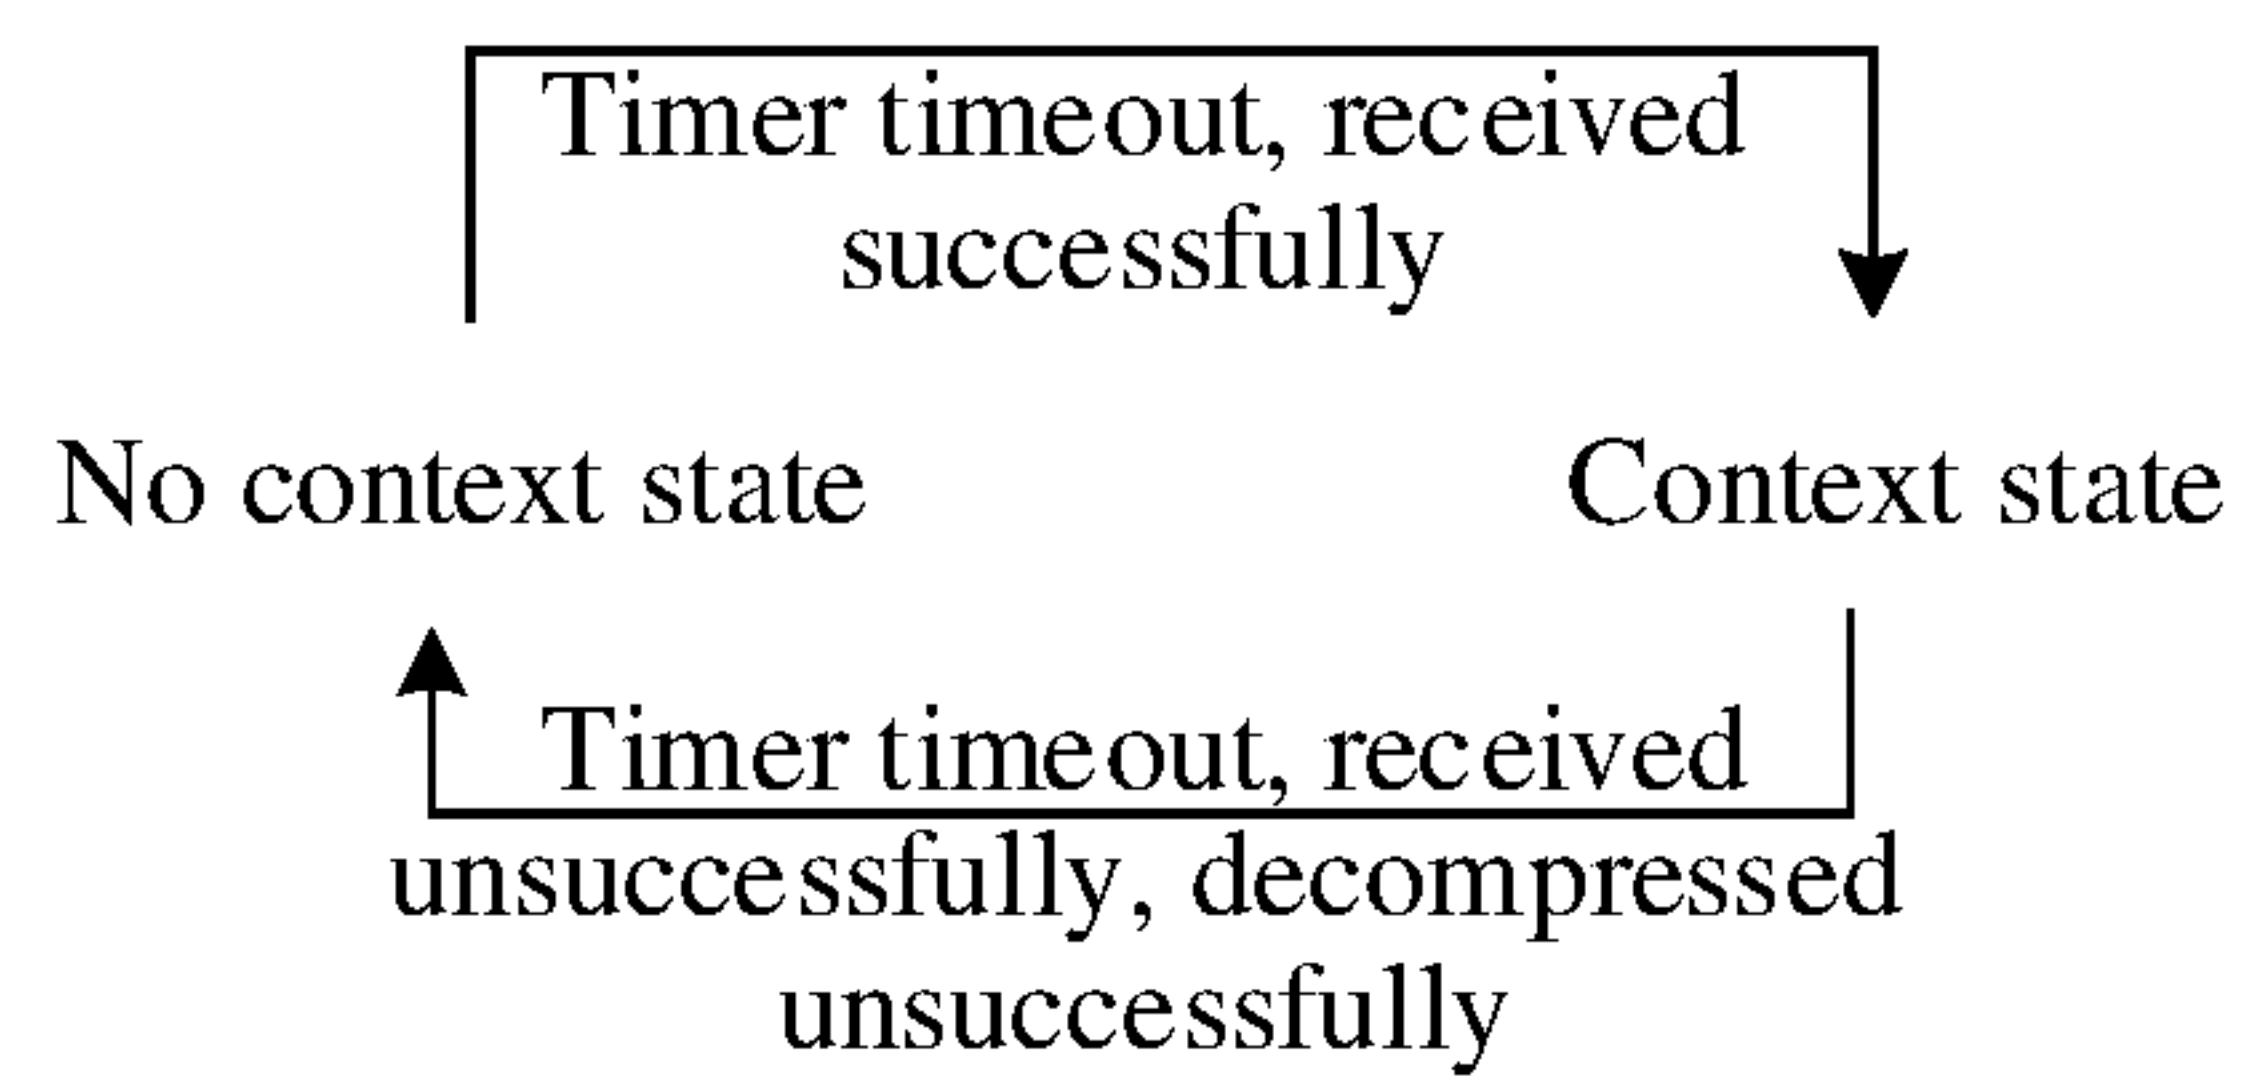 Timer timeout, received
successfully
No context state
Context state
Timer timeout, received
unsuccessfully, decompressed
unsuccessfully